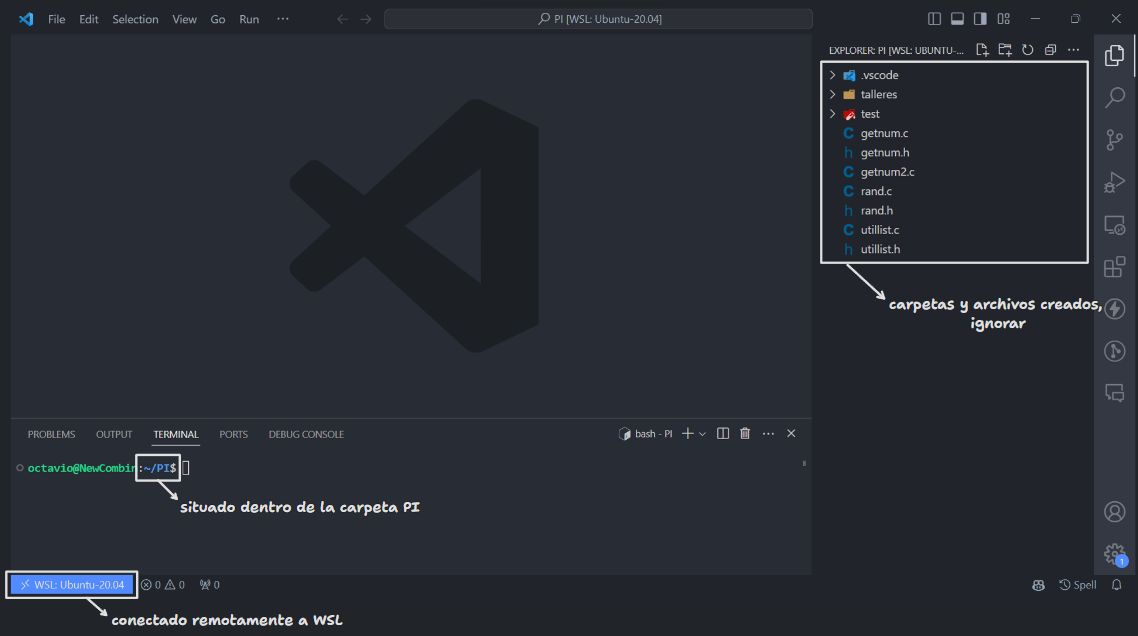 File Edit Selection View Go Run ···
PI [WSL: Ubuntu-20.04]
EXPLORER: PI [WSL: UBUNTU-...
.vscode
talleres
test
C getnum.c
h getnum.h
C getnum2.c
C rand.c
h rand.h
C utillist.c
h utillist.h
carpetas y archivos creados,
ignorar
PROBLEMS OUTPUT TERMINAL PORTS DEBUG CONSOLE
bash - PI
octavio@NewCombin:~/PI$
situado dentro de la carpeta PI
WSL: Ubuntu-20.04 0 0 0
Spell
1
conectado remotamente a WSL